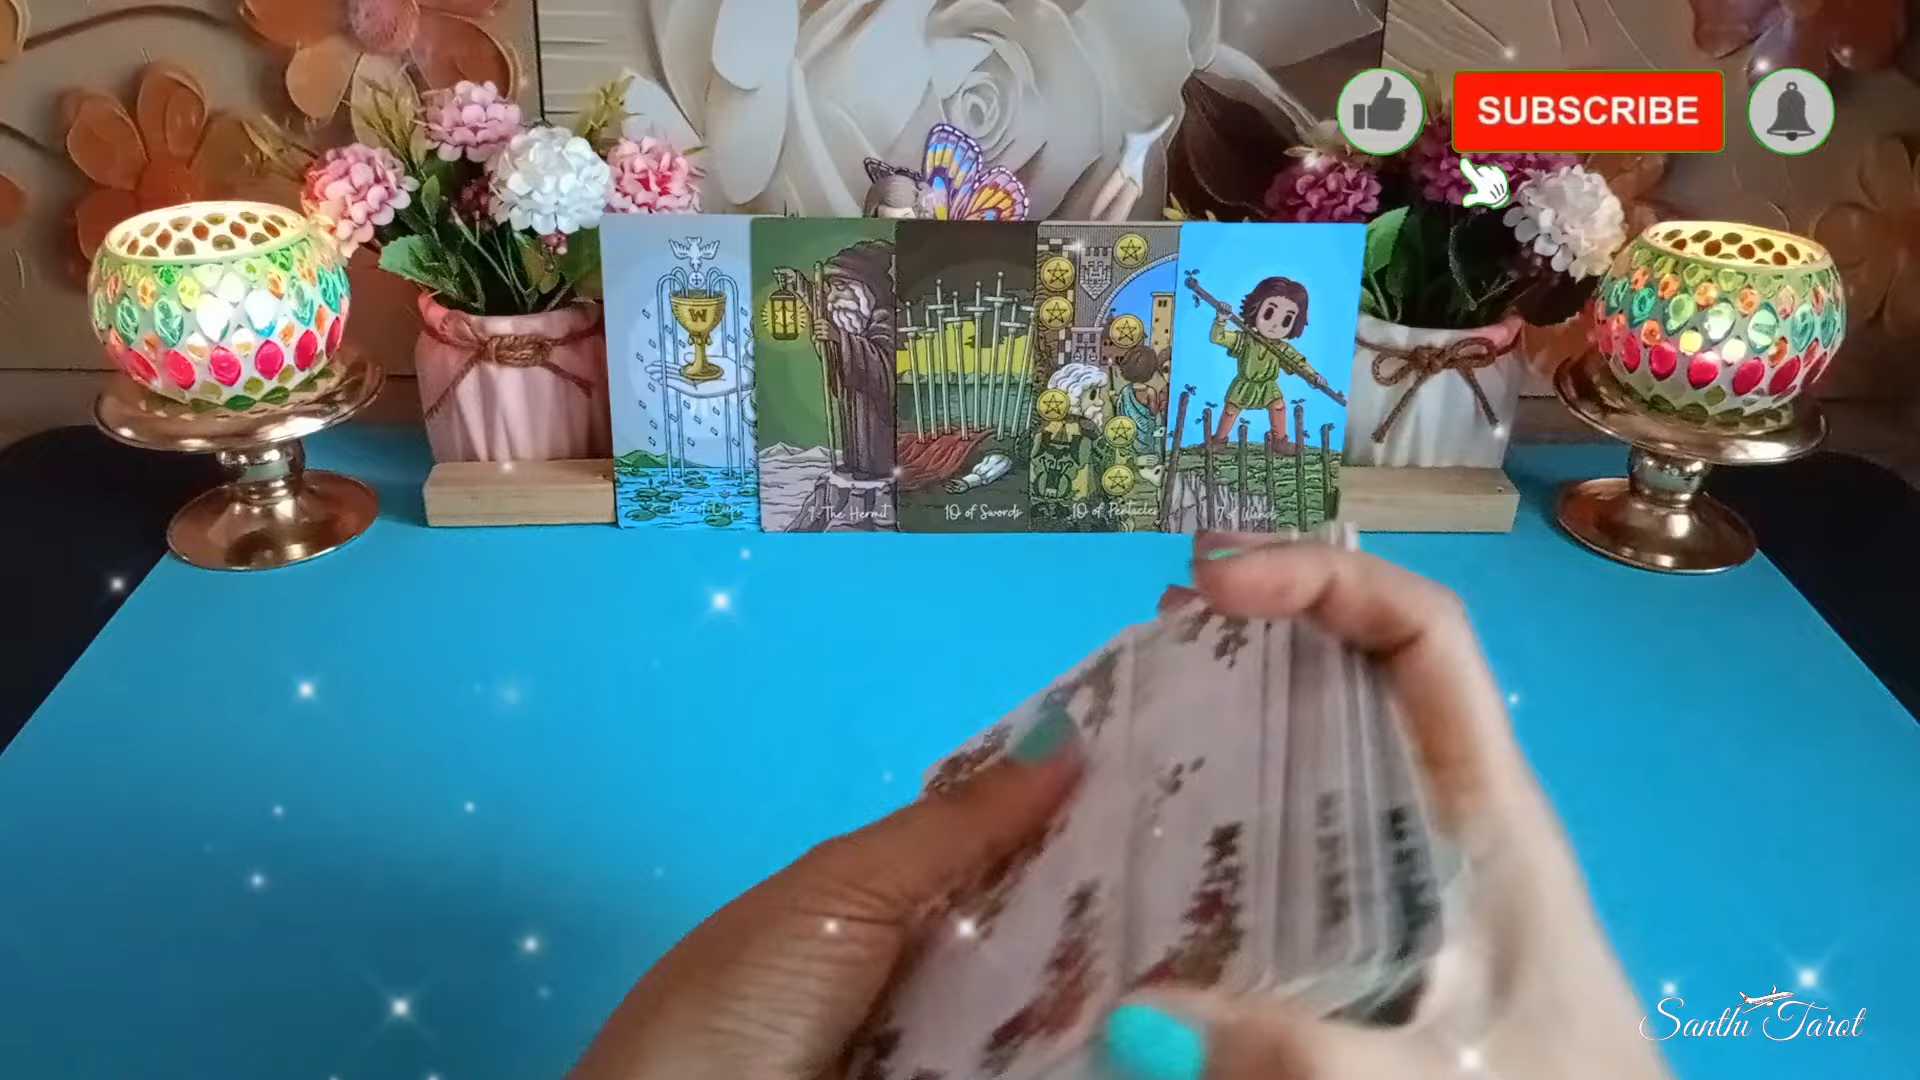 SUBSCRIBE
W
Ace of Cups
9. The Hermit
10 of Swords
10 of Pentacles
7 of Wands
Santhi Tarot